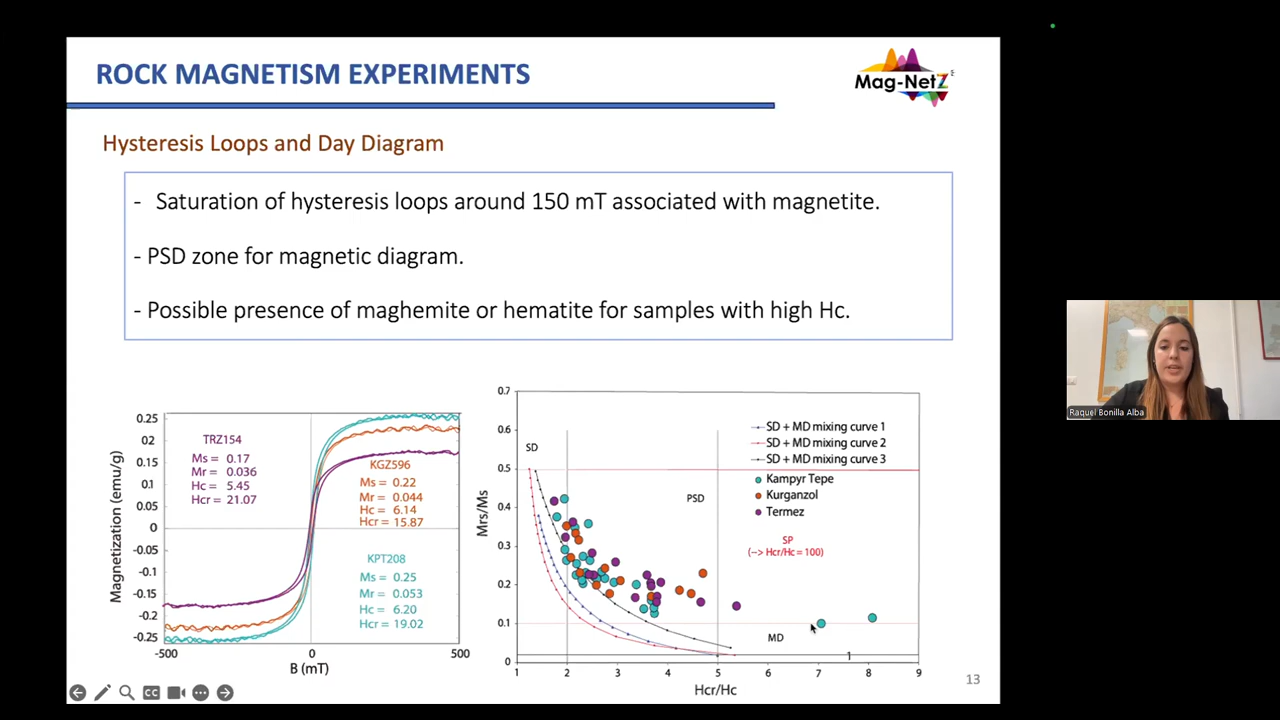 ROCK MAGNETISM EXPERIMENTS
Mag-NetZ
Hysteresis Loops and Day Diagram
- Saturation of hysteresis loops around 150 mT associated with magnetite.
- PSD zone for magnetic diagram.
- Possible presence of maghemite or hematite for samples with high Hc.
Magnetization (emu/g)
0.25
02
0.15
0.1
0.05
0
-0.05
-0.1
-0.15
-0.2
-0.25
-500
0
500
B (mT)
TRZ154
Ms = 0.17
Mr = 0.036
Hc = 5.45
Hcr = 21.07
KGZ596
Ms = 0.22
Mr = 0.044
Hc = 6.14
Hcr = 15.87
KPT208
Ms = 0.25
Mr = 0.053
Hc = 6.20
Hcr = 19.02
Mrs/Ms
0.7
0.6
0.5
0.4
0.3
0.2
0.1
0
1
2
3
4
5
6
7
8
9
Hcr/Hc
SD
PSD
MD
1
SD + MD mixing curve 1
SD + MD mixing curve 2
SD + MD mixing curve 3
Kampyr Tepe
Kurganzol
Termez
SP
(--> Hcr/Hc = 100)
CC
13
Raquel Bonilla Alba